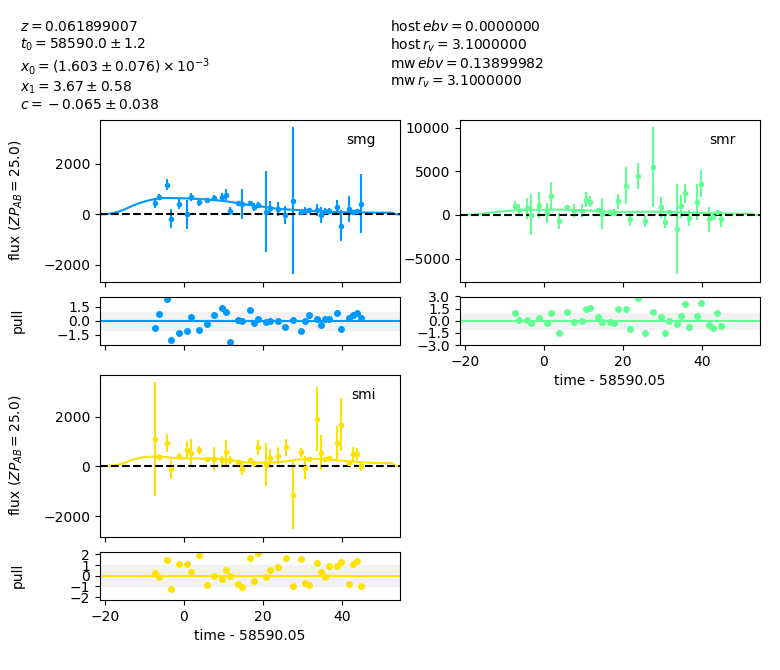 z = 0.061899007
t₀ = 58590.0 ± 1.2
x₀ = (1.603 ± 0.076) × 10⁻³
x₁ = 3.67 ± 0.58
c = −0.065 ± 0.038
host ebv = 0.0000000
host r_v = 3.1000000
mw ebv = 0.13899982
mw r_v = 3.1000000
flux (ZP_AB = 25.0)
2000
0
−2000
smg
10000
5000
0
−5000
smr
pull
1.5
0.0
−1.5
3.0
1.5
0.0
−1.5
−3.0
−20
0
20
40
time - 58590.05
flux (ZP_AB = 25.0)
2000
0
−2000
smi
pull
2
1
0
−1
−2
−20
0
20
40
time - 58590.05